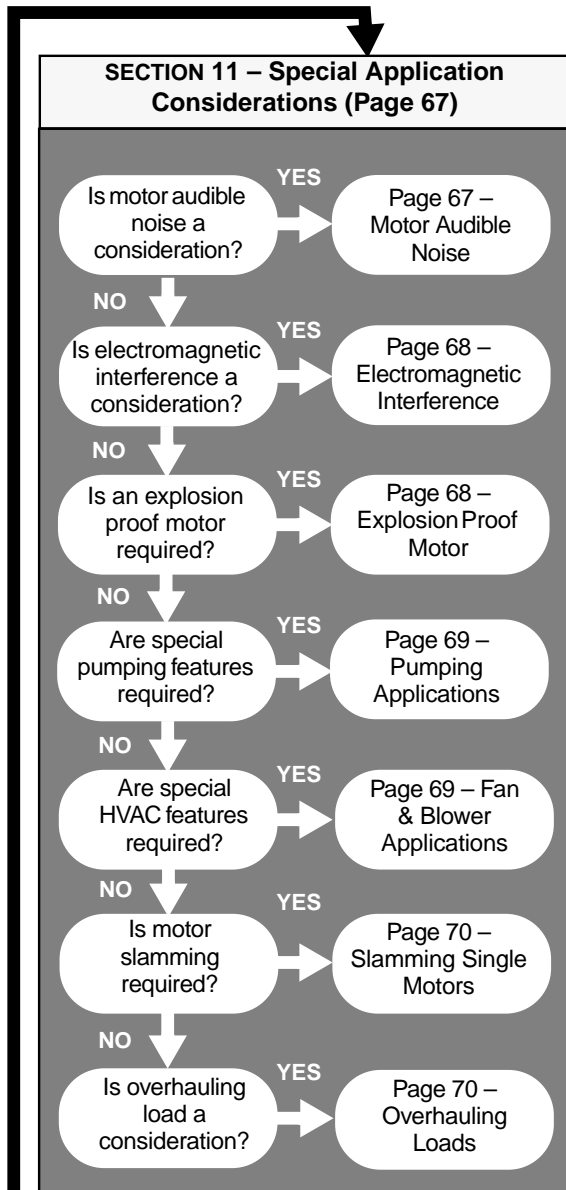 SECTION 11 – Special Application
Considerations (Page 67)
Is motor audible
noise a
consideration?
YES
Page 67 –
Motor Audible
Noise
NO
Is electromagnetic
interference a
consideration?
YES
Page 68 –
Electromagnetic
Interference
NO
Is an explosion
proof motor
required?
YES
Page 68 –
Explosion Proof
Motor
NO
Are special
pumping features
required?
YES
Page 69 –
Pumping
Applications
NO
Are special
HVAC features
required?
YES
Page 69 – Fan
& Blower
Applications
NO
Is motor
slamming
required?
YES
Page 70 –
Slamming Single
Motors
NO
Is overhauling
load a
consideration?
YES
Page 70 –
Overhauling
Loads